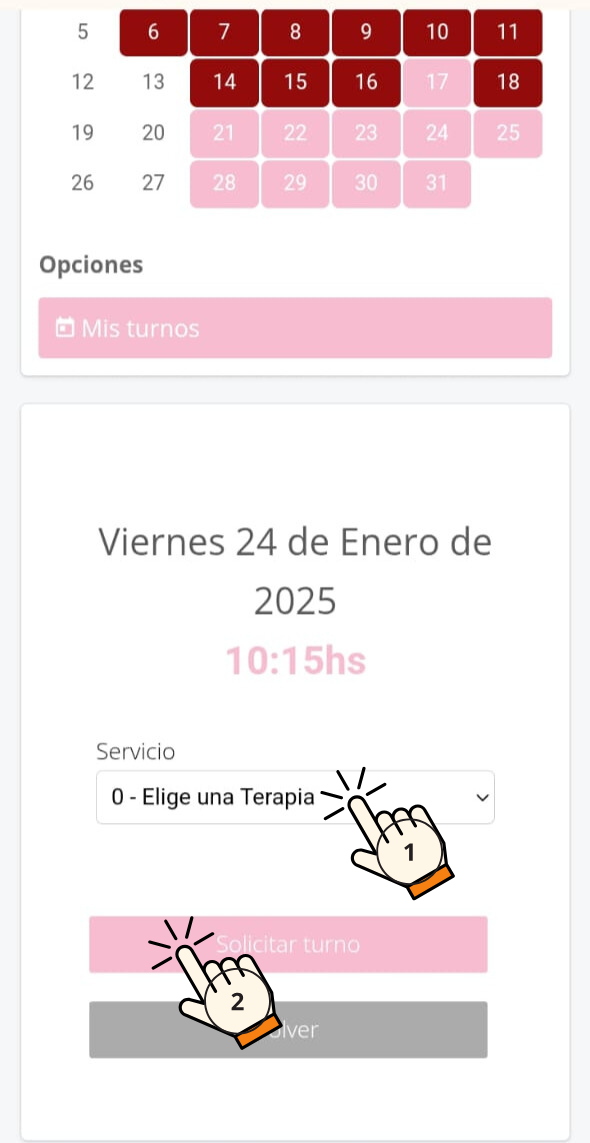 5 6 7 8 9 10 11
12 13 14 15 16 17 18
19 20 21 22 23 24 25
26 27 28 29 30 31
Opciones
Mis turnos
Viernes 24 de Enero de
2025
10:15hs
Servicio
0 - Elige una Terapia
1
Solicitar turno
2
lver